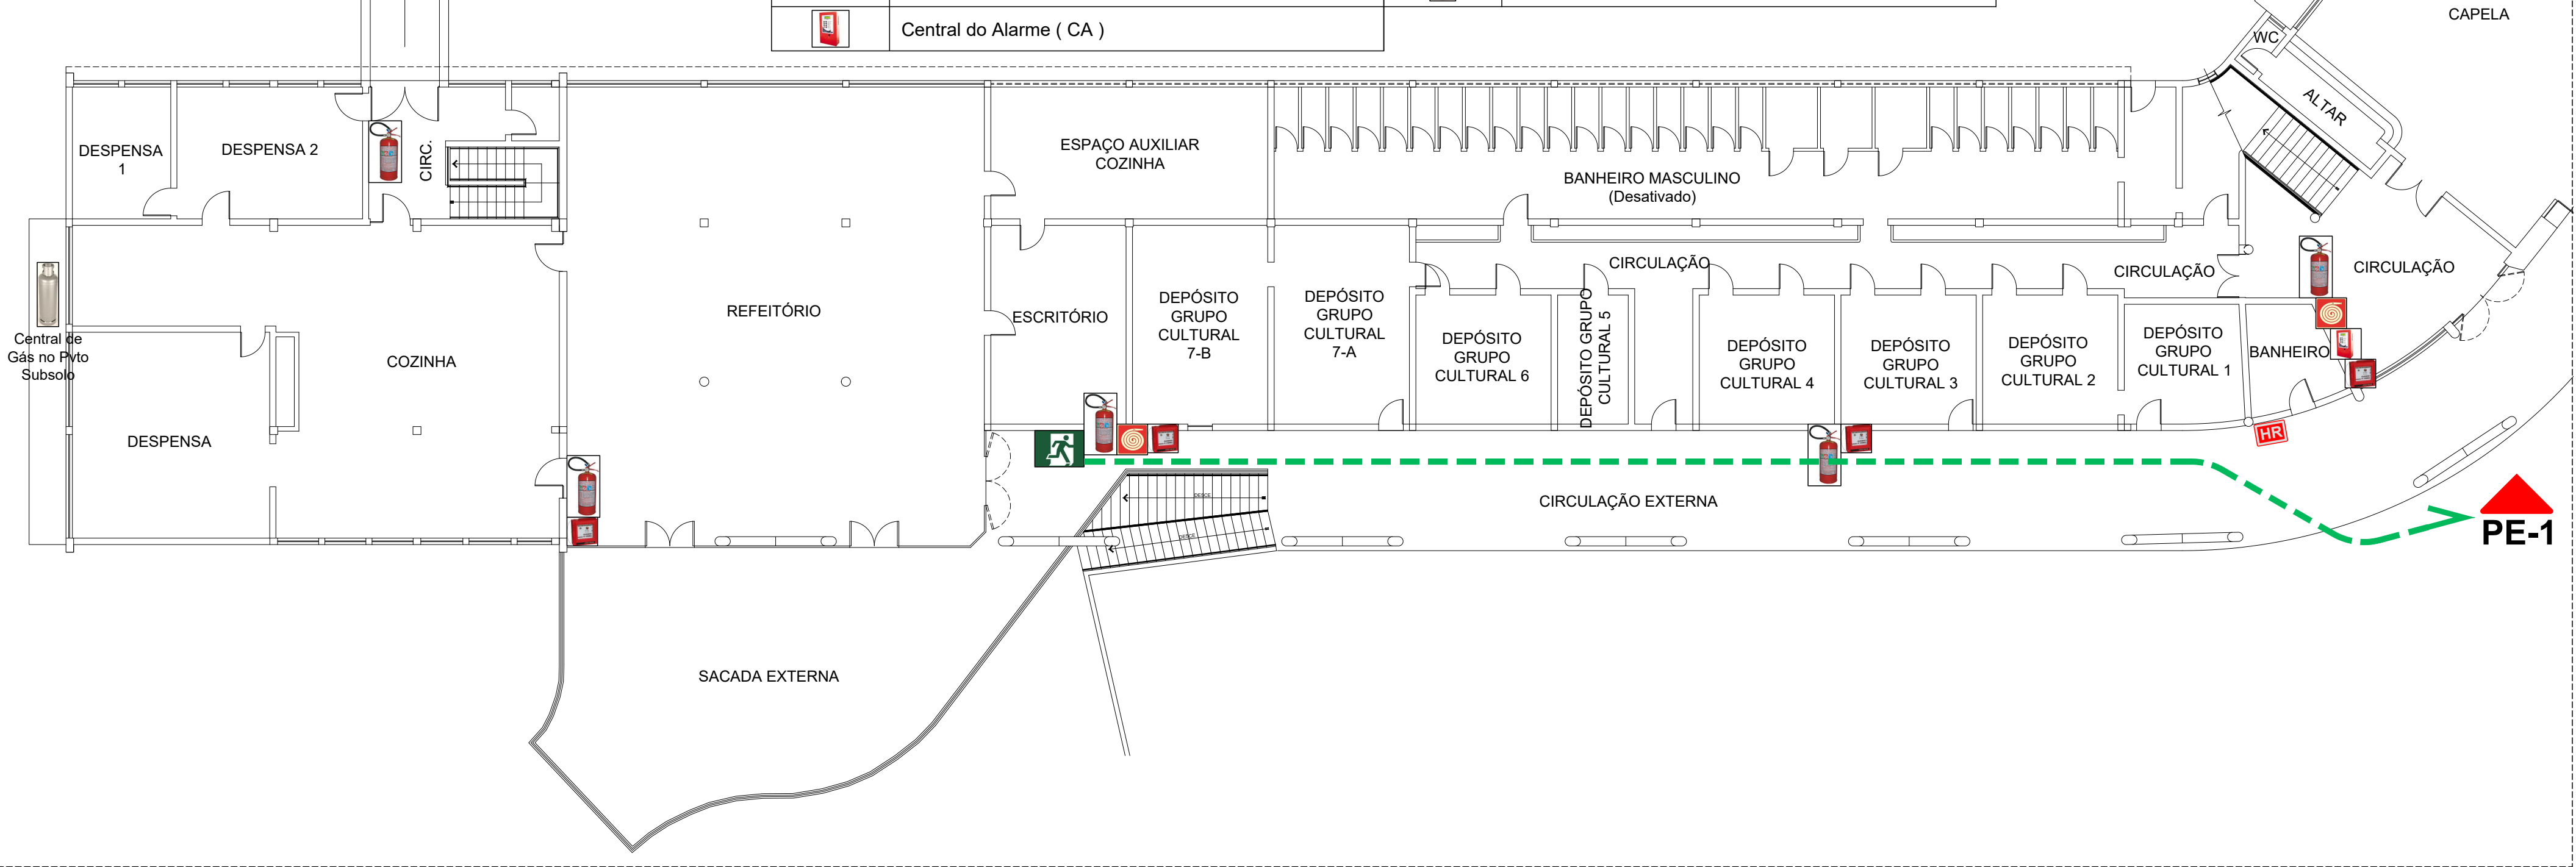 Central do Alarme ( CA )
CAPELA
WC
ALTAR
DESPENSA
1
DESPENSA 2
CIRC.
ESPAÇO AUXILIAR
COZINHA
BANHEIRO MASCULINO
(Desativado)
CIRCULAÇÃO
CIRCULAÇÃO
CIRCULAÇÃO
Central de
Gás no Pvto
Subsolo
COZINHA
DESPENSA
REFEITÓRIO
ESCRITÓRIO
DEPÓSITO
GRUPO
CULTURAL
7-B
DEPÓSITO
GRUPO
CULTURAL
7-A
DEPÓSITO
GRUPO
CULTURAL 6
DEPÓSITO GRUPO
CULTURAL 5
DEPÓSITO
GRUPO
CULTURAL 4
DEPÓSITO
GRUPO
CULTURAL 3
DEPÓSITO
GRUPO
CULTURAL 2
DEPÓSITO
GRUPO
CULTURAL 1
BANHEIRO
HR
DESCE
DESCE
CIRCULAÇÃO EXTERNA
PE-1
SACADA EXTERNA